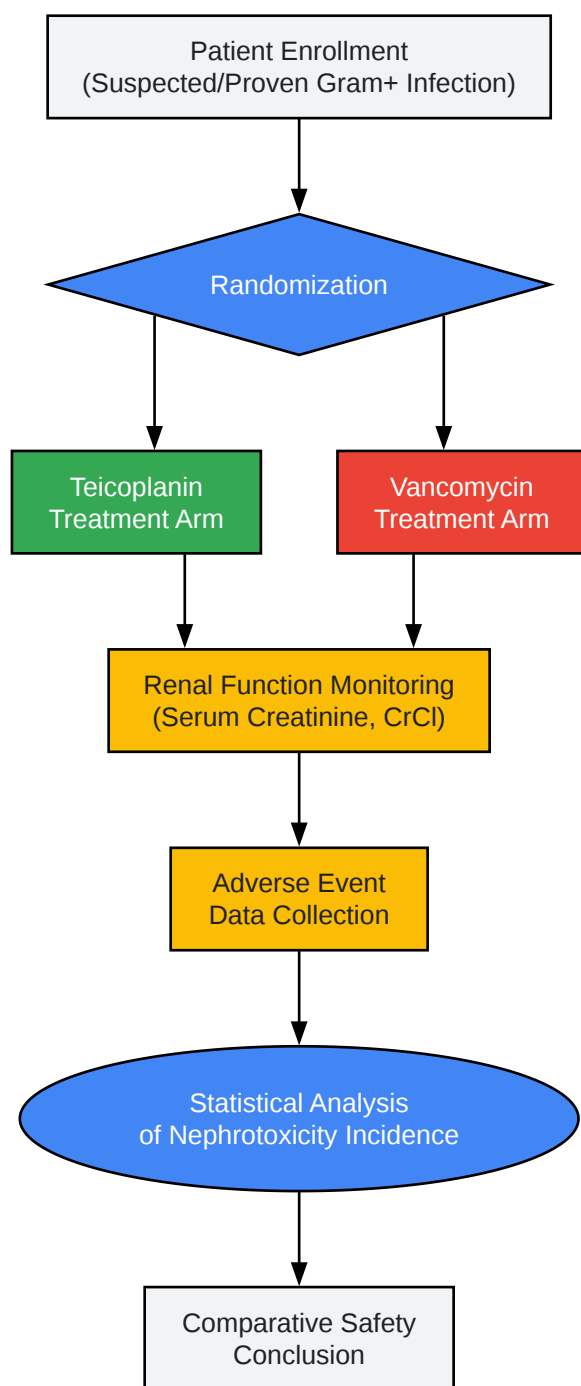 Patient Enrollment
(Suspected/Proven Gram+ Infection)
Randomization
Teicoplanin
Treatment Arm
Vancomycin
Treatment Arm
Renal Function Monitoring
(Serum Creatinine, CrCl)
Adverse Event
Data Collection
Statistical Analysis
of Nephrotoxicity Incidence
Comparative Safety
Conclusion